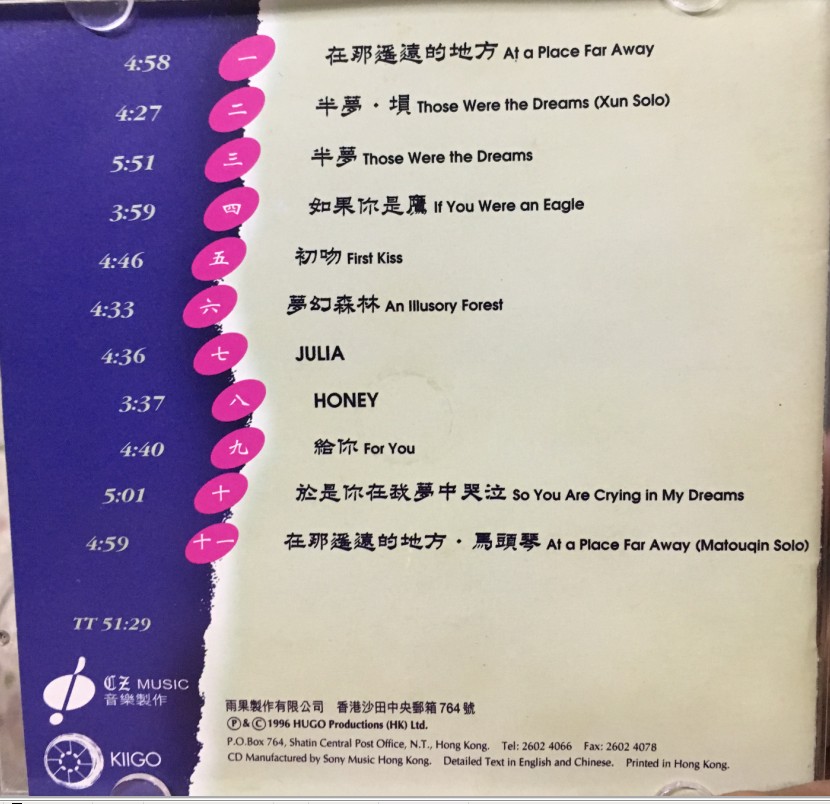 4:58 一 在那遥遠的地方 At a Place Far Away
4:27 二 半夢·塤 Those Were the Dreams (Xun Solo)
5:51 三 半夢 Those Were the Dreams
3:59 四 如果你是鷹 If You Were an Eagle
4:46 五 初吻 First Kiss
4:33 六 夢幻森林 An Illusory Forest
4:36 七 JULIA
3:37 八 HONEY
4:40 九 給你 For You
5:01 十 於是你在我夢中哭泣 So You Are Crying in My Dreams
4:59 十一 在那遥遠的地方·馬頭琴 At a Place Far Away (Matouqin Solo)
TT 51:29
CZ MUSIC
音樂製作
KIIGO
雨果製作有限公司 香港沙田中央郵箱764號
Ⓟ&Ⓒ1996 HUGO Productions (HK) Ltd.
P.O.Box 764, Shatin Central Post Office, N.T., Hong Kong. Tel: 2602 4066 Fax: 2602 4078
CD Manufactured by Sony Music Hong Kong. Detailed Text in English and Chinese. Printed in Hong Kong.